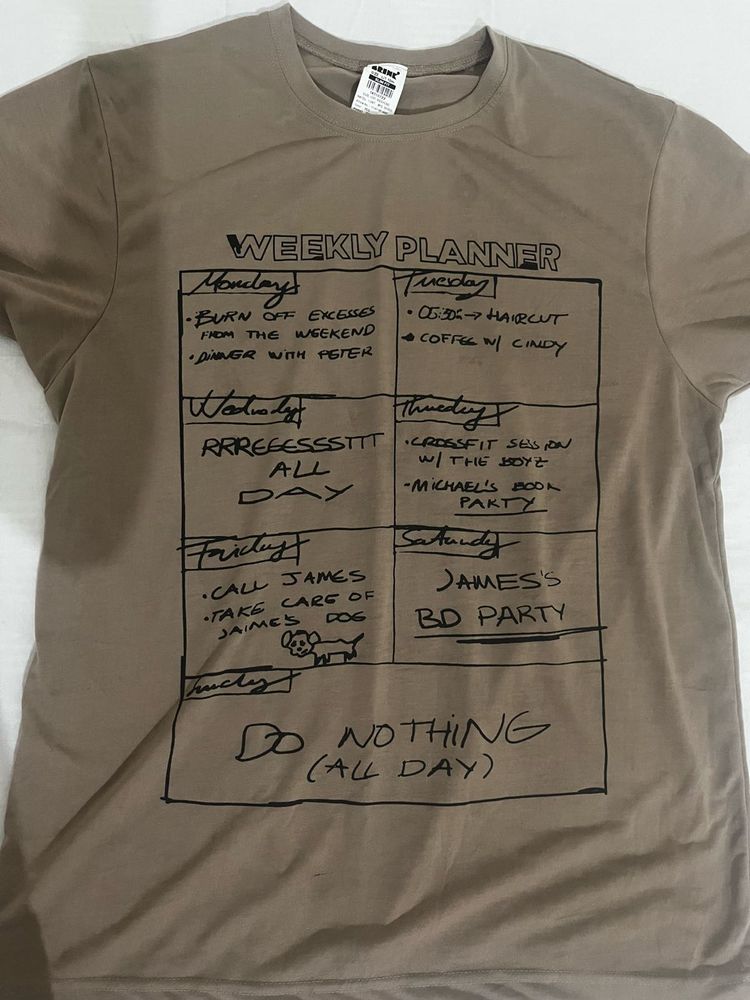 WEEKLY PLANNER
Monday
• BURN OFF EXCESSES
FROM THE WEEKEND
• DINNER WITH PETER
Tuesday
• 05:30h → HAIRCUT
• COFFEE W/ CINDY
Wednesday
RRREEESSSTTT
ALL
DAY
Thursday
• CROSSFIT SESSION
W/ THE BOYZ
• MICHAEL'S BOOK
PARTY
Friday
• CALL JAMES
• TAKE CARE OF
JAIME'S DOG
Saturday
JAMES'S
BD PARTY
Sunday
DO NOTHING
(ALL DAY)